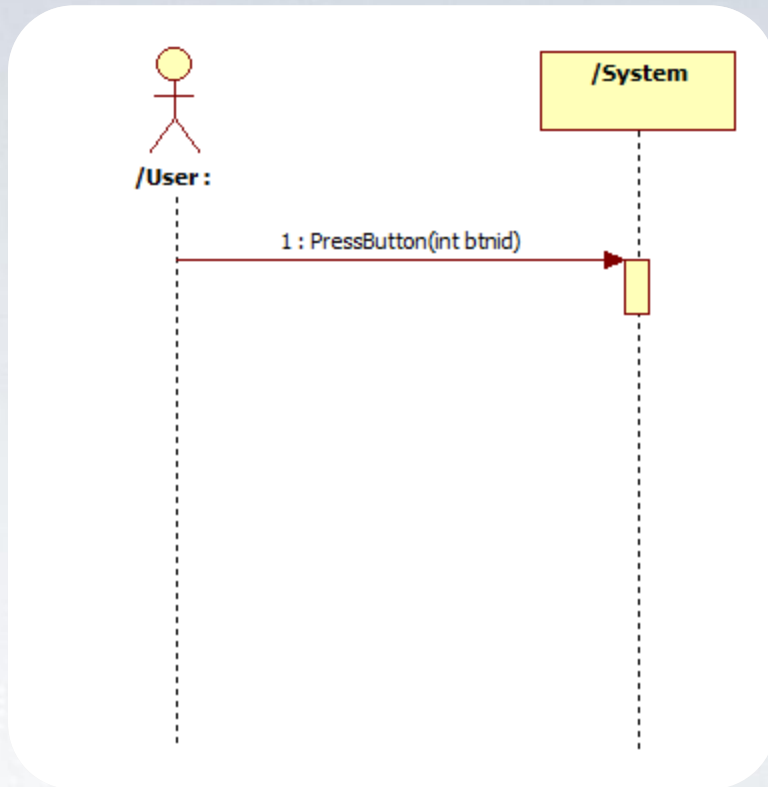 /System
/User :
1 : PressButton(int btnid)